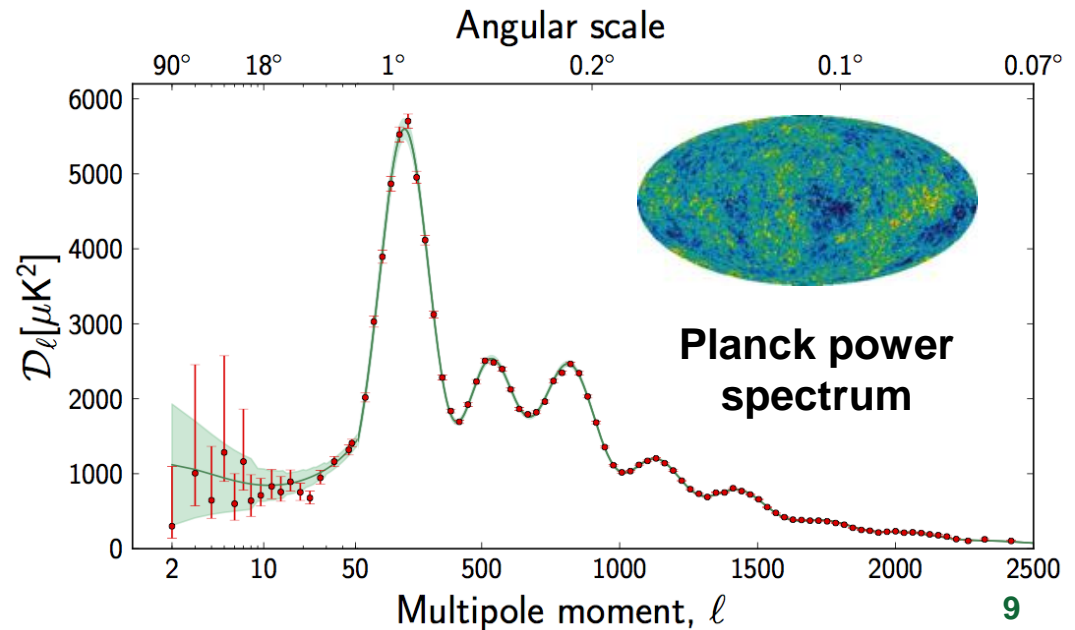 Angular scale
90° 18° 1° 0.2° 0.1° 0.07°
6000
5000
4000
3000
2000
1000
0
𝒟ℓ[μK²]
Planck power
spectrum
2 10 50 500 1000 1500 2000 2500
Multipole moment, ℓ
9